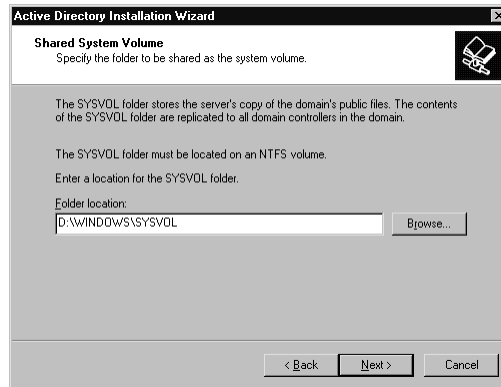 Active Directory Installation Wizard
Shared System Volume
Specify the folder to be shared as the system volume.
The SYSVOL folder stores the server's copy of the domain's public files. The contents
of the SYSVOL folder are replicated to all domain controllers in the domain.
The SYSVOL folder must be located on an NTFS volume.
Enter a location for the SYSVOL folder.
Folder location:
D:\WINDOWS\SYSVOL
Browse...
< Back
Next >
Cancel